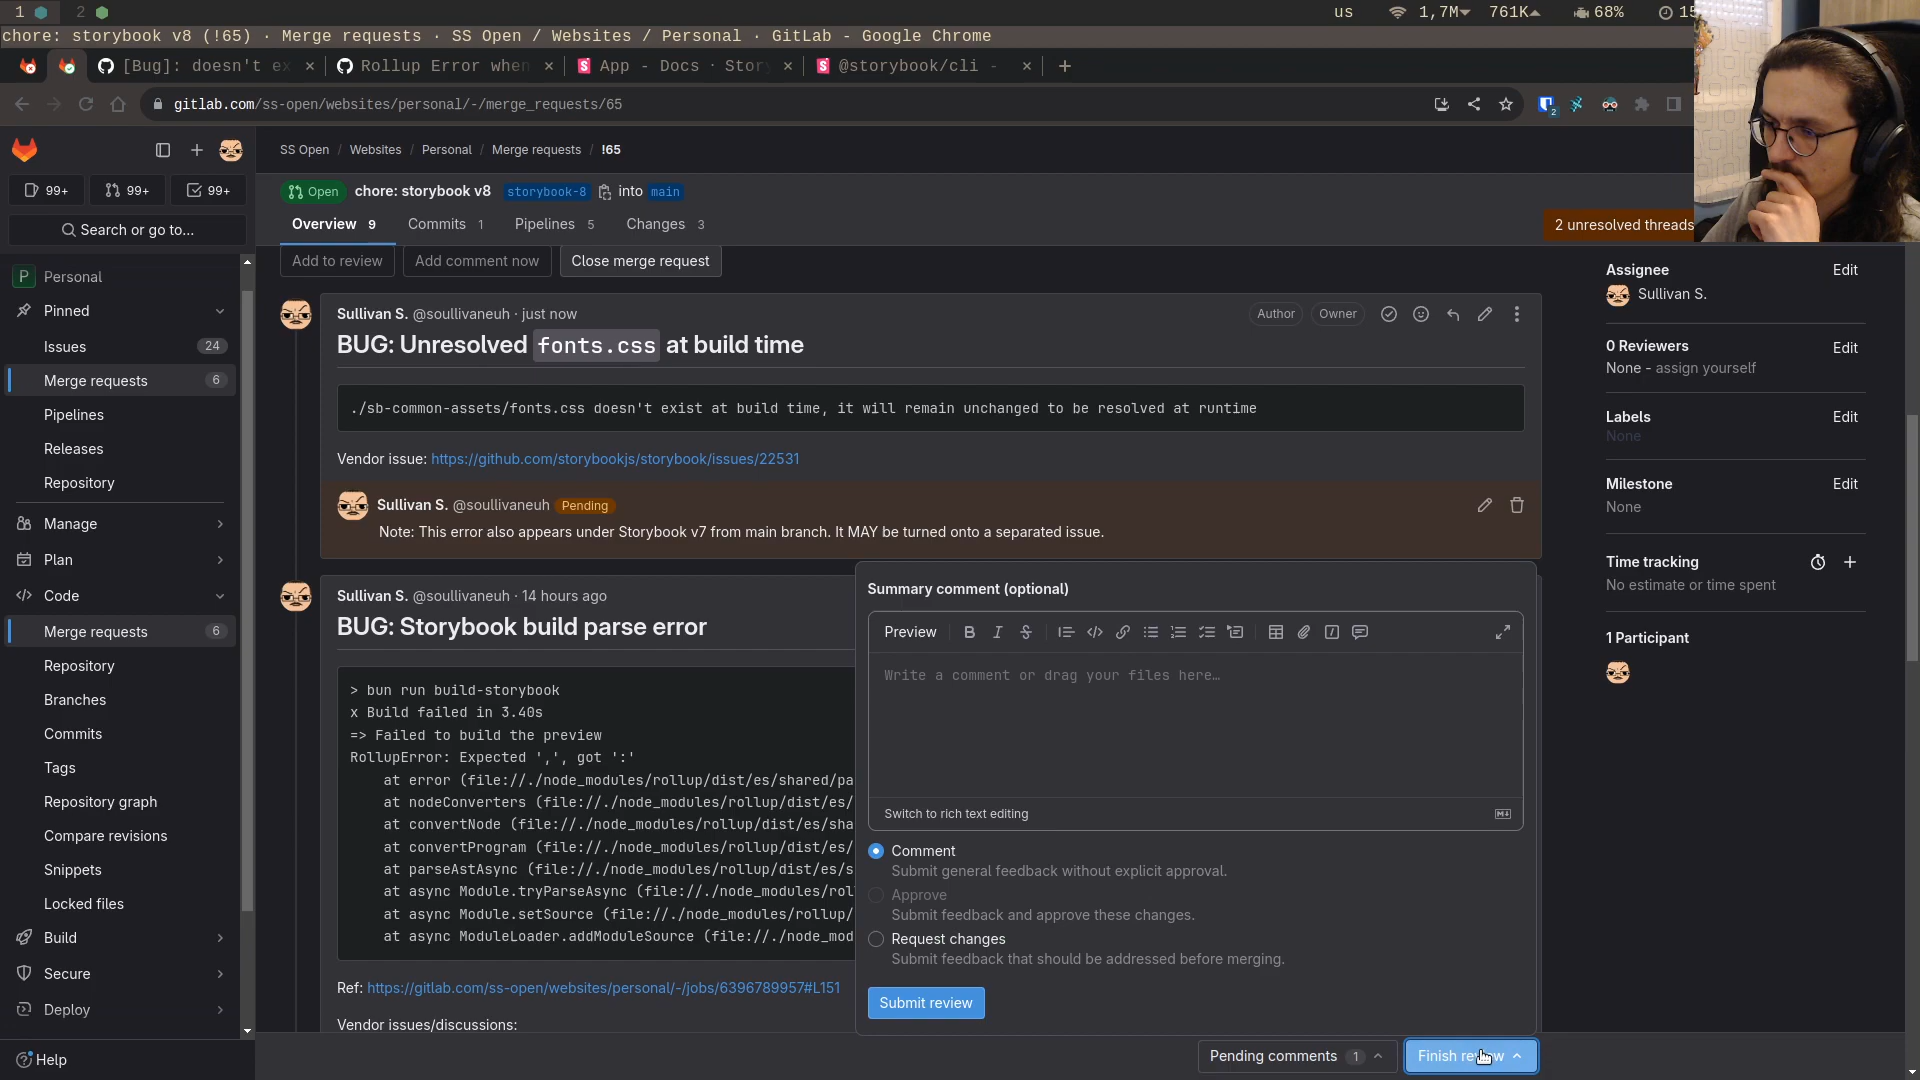 1
2
us
1,7M
761K
68%
15
chore: storybook v8 (!65) · Merge requests · SS Open / Websites / Personal · GitLab - Google Chrome
[Bug]: doesn't ex
Rollup Error when
App - Docs · Story
@storybook/cli -
gitlab.com/ss-open/websites/personal/-/merge_requests/65
2
SS Open / Websites / Personal / Merge requests / !65
99+
99+
99+
Search or go to...
Open
chore: storybook v8
storybook-8
into
main
Overview 9
Commits 1
Pipelines 5
Changes 3
2 unresolved threads
Personal
Pinned
Issues 24
Merge requests 6
Pipelines
Releases
Repository
Manage
Plan
Code
Merge requests 6
Repository
Branches
Commits
Tags
Repository graph
Compare revisions
Snippets
Locked files
Build
Secure
Deploy
Help
Add to review
Add comment now
Close merge request
Sullivan S. @soullivaneuh · just now
Author
Owner
BUG: Unresolved fonts.css at build time
./sb-common-assets/fonts.css doesn't exist at build time, it will remain unchanged to be resolved at runtime
Vendor issue: https://github.com/storybookjs/storybook/issues/22531
Sullivan S. @soullivaneuh Pending
Note: This error also appears under Storybook v7 from main branch. It MAY be turned onto a separated issue.
Sullivan S. @soullivaneuh · 14 hours ago
BUG: Storybook build parse error
> bun run build-storybook
x Build failed in 3.40s
=> Failed to build the preview
RollupError: Expected ',', got ':'
at error (file://./node_modules/rollup/dist/es/shared/pa
at nodeConverters (file://./node_modules/rollup/dist/es/
at convertNode (file://./node_modules/rollup/dist/es/sha
at convertProgram (file://./node_modules/rollup/dist/es/
at parseAstAsync (file://./node_modules/rollup/dist/es/s
at async Module.tryParseAsync (file://./node_modules/rol
at async Module.setSource (file://./node_modules/rollup/
at async ModuleLoader.addModuleSource (file://./node_mod
Ref: https://gitlab.com/ss-open/websites/personal/-/jobs/6396789957#L151
Vendor issues/discussions:
Summary comment (optional)
Preview
Write a comment or drag your files here…
Switch to rich text editing
Comment
Submit general feedback without explicit approval.
Approve
Submit feedback and approve these changes.
Request changes
Submit feedback that should be addressed before merging.
Submit review
Pending comments 1
Finish
Assignee
Edit
Sullivan S.
0 Reviewers
Edit
None - assign yourself
Labels
Edit
None
Milestone
Edit
None
Time tracking
No estimate or time spent
1 Participant